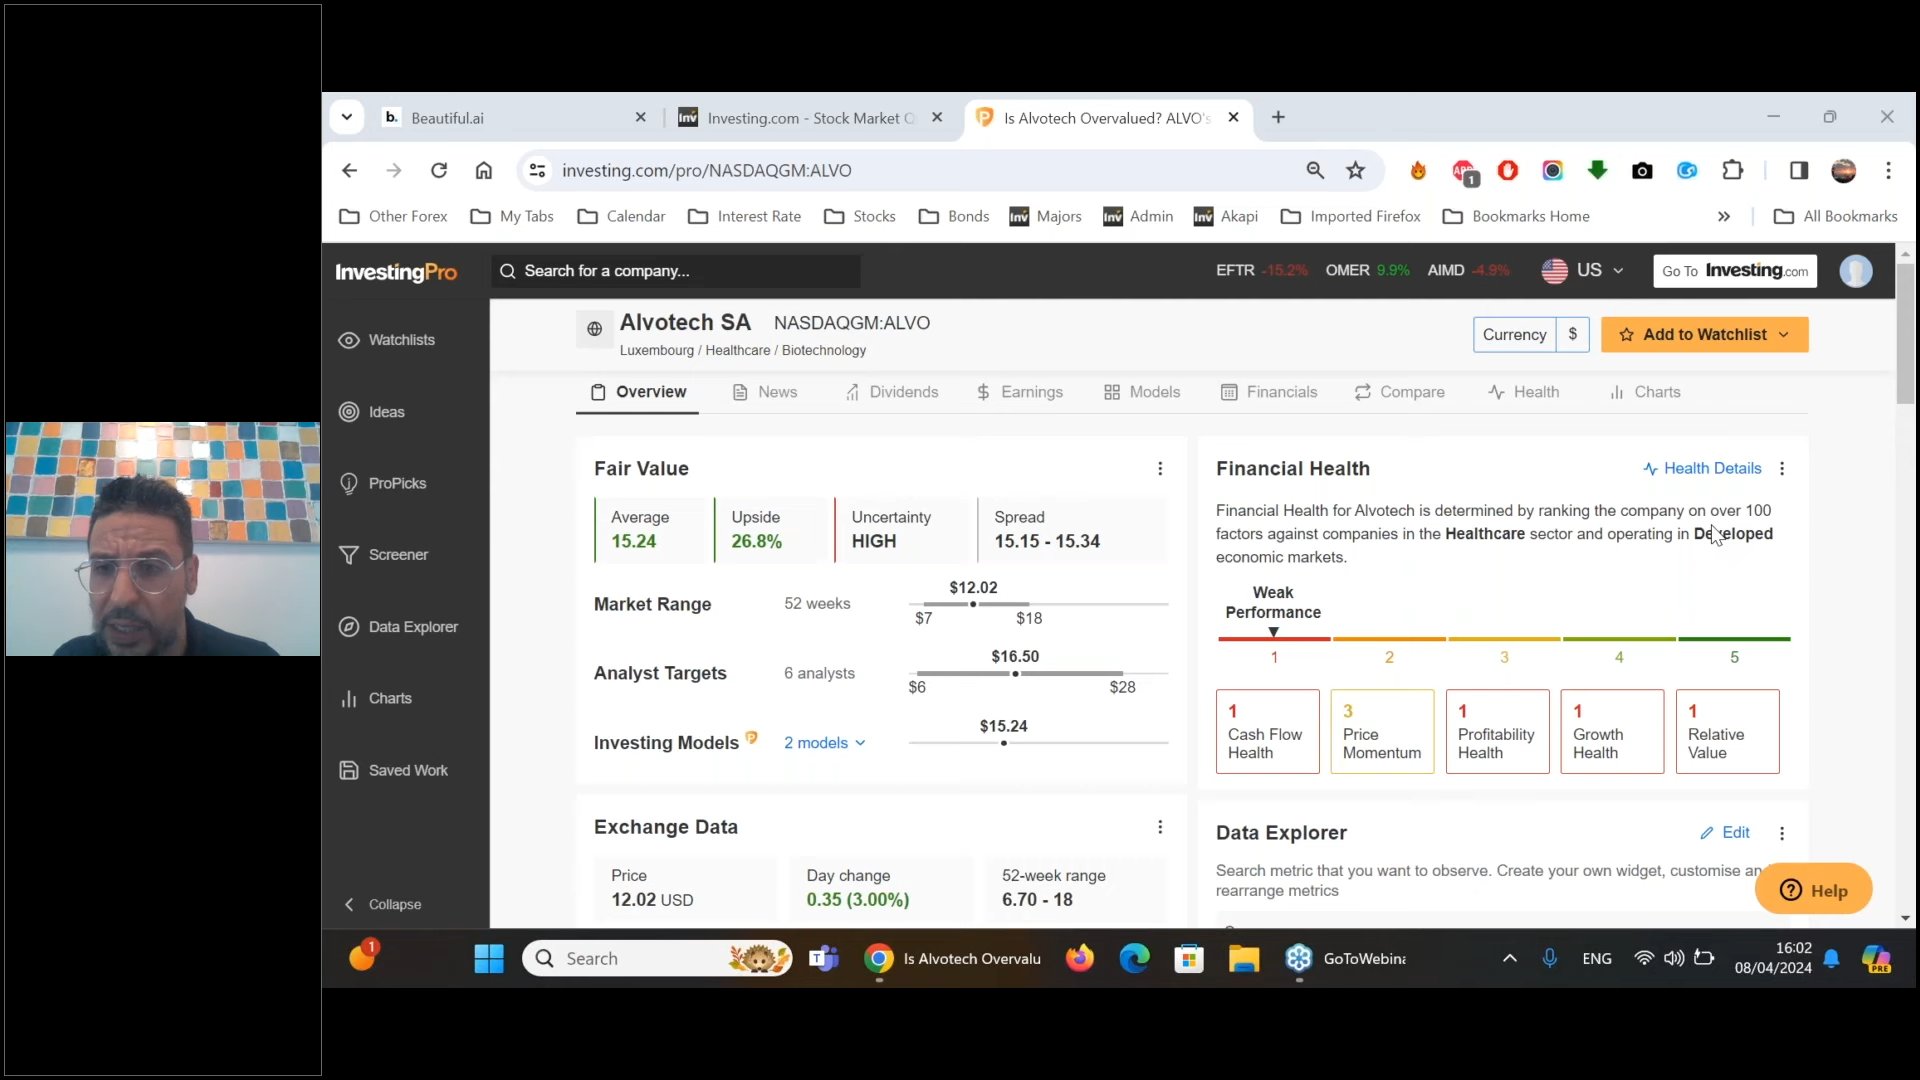 b. Beautiful.ai
Inv Investing.com - Stock Market Q
Is Alvotech Overvalued? ALVO's
investing.com/pro/NASDAQGM:ALVO
1
Other Forex
My Tabs
Calendar
Interest Rate
Stocks
Bonds
Inv Majors
Inv Admin
Inv Akapi
Imported Firefox
Bookmarks Home
All Bookmarks
InvestingPro
Search for a company...
EFTR -15.2% OMER 9.9% AIMD -4.9%
US
Go To Investing.com
Watchlists
Ideas
ProPicks
Screener
Data Explorer
Charts
Saved Work
Collapse
Alvotech SA NASDAQGM:ALVO
Luxembourg / Healthcare / Biotechnology
Currency $
Add to Watchlist
Overview
News
Dividends
Earnings
Models
Financials
Compare
Health
Charts
Fair Value
Average
15.24
Upside
26.8%
Uncertainty
HIGH
Spread
15.15 - 15.34
Market Range 52 weeks
$12.02
$7 $18
Analyst Targets 6 analysts
$16.50
$6 $28
Investing Models 2 models
$15.24
Financial Health
Health Details
Financial Health for Alvotech is determined by ranking the company on over 100
factors against companies in the Healthcare sector and operating in Developed
economic markets.
Weak
Performance
1 2 3 4 5
1
Cash Flow
Health
3
Price
Momentum
1
Profitability
Health
1
Growth
Health
1
Relative
Value
Exchange Data
Price
12.02 USD
Day change
0.35 (3.00%)
52-week range
6.70 - 18
Data Explorer
Edit
Search metric that you want to observe. Create your own widget, customise an
rearrange metrics
Help
1
Search
Is Alvotech Overvalu
GoToWebina
ENG
16:02
08/04/2024
PRE